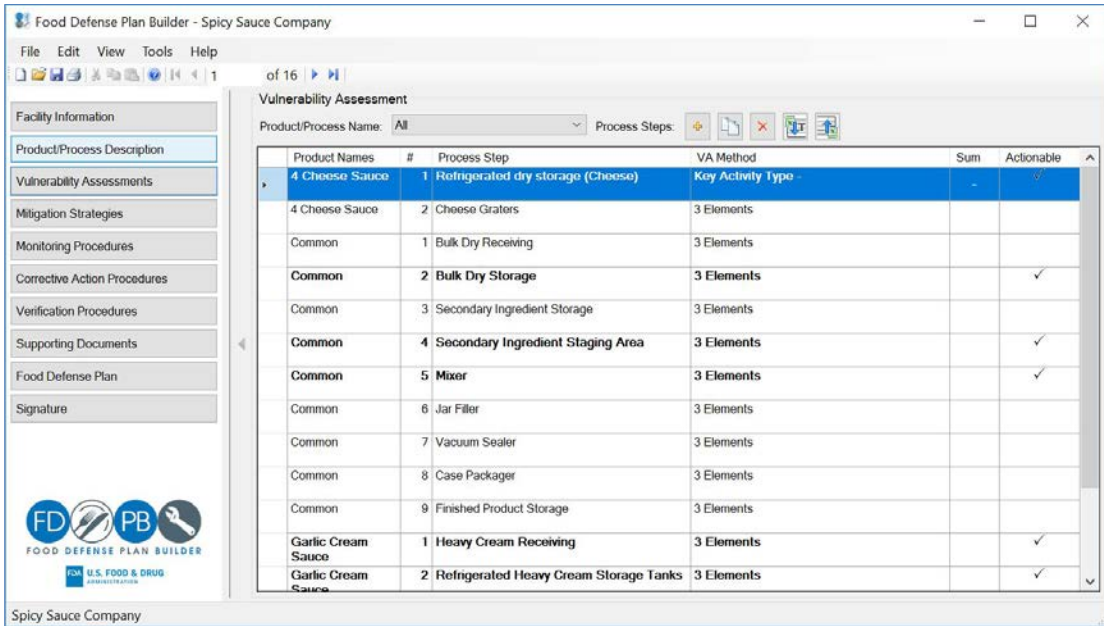 Food Defense Plan Builder - Spicy Sauce Company
File Edit View Tools Help
1 of 16
Facility Information
Product/Process Description
Vulnerability Assessments
Mitigation Strategies
Monitoring Procedures
Corrective Action Procedures
Verification Procedures
Supporting Documents
Food Defense Plan
Signature
FD PB
FOOD DEFENSE PLAN BUILDER
FDA U.S. FOOD & DRUG
ADMINISTRATION
Vulnerability Assessment
Product/Process Name: All Process Steps:
Product Names # Process Step VA Method Sum Actionable
4 Cheese Sauce 1 Refrigerated dry storage (Cheese) Key Activity Type - - ✓
4 Cheese Sauce 2 Cheese Graters 3 Elements
Common 1 Bulk Dry Receiving 3 Elements
Common 2 Bulk Dry Storage 3 Elements ✓
Common 3 Secondary Ingredient Storage 3 Elements
Common 4 Secondary Ingredient Staging Area 3 Elements ✓
Common 5 Mixer 3 Elements ✓
Common 6 Jar Filler 3 Elements
Common 7 Vacuum Sealer 3 Elements
Common 8 Case Packager 3 Elements
Common 9 Finished Product Storage 3 Elements
Garlic Cream Sauce 1 Heavy Cream Receiving 3 Elements ✓
Garlic Cream Sauce 2 Refrigerated Heavy Cream Storage Tanks 3 Elements ✓
Spicy Sauce Company